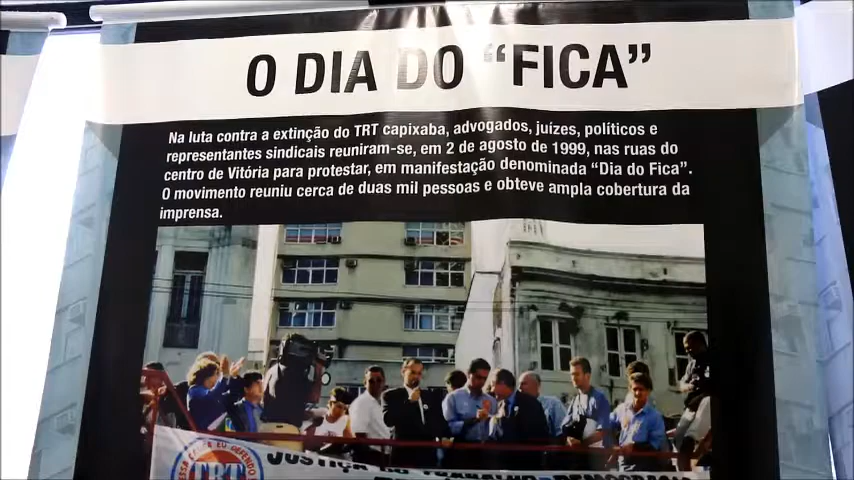 O DIA DO “FICA”
Na luta contra a extinção do TRT capixaba, advogados, juízes, políticos e
representantes sindicais reuniram-se, em 2 de agosto de 1999, nas ruas do
centro de Vitória para protestar, em manifestação denominada “Dia do Fica”.
O movimento reuniu cerca de duas mil pessoas e obteve ampla cobertura da
imprensa.
JUSTIÇA
TRT